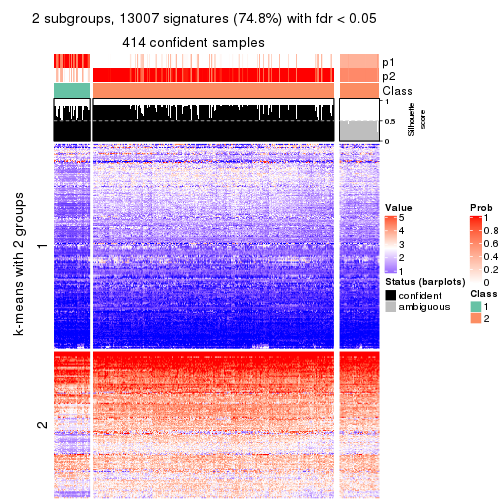 2 subgroups, 13007 signatures (74.8%) with fdr < 0.05
414 confident samples
p1
p2
Class
1
0.5
0
Silhouette
score
k-means with 2 groups
1
2
Value
5
4
3
2
1
Status (barplots)
confident
ambiguous
Prob
1
0.8
0.6
0.4
0.2
0
Class
1
2